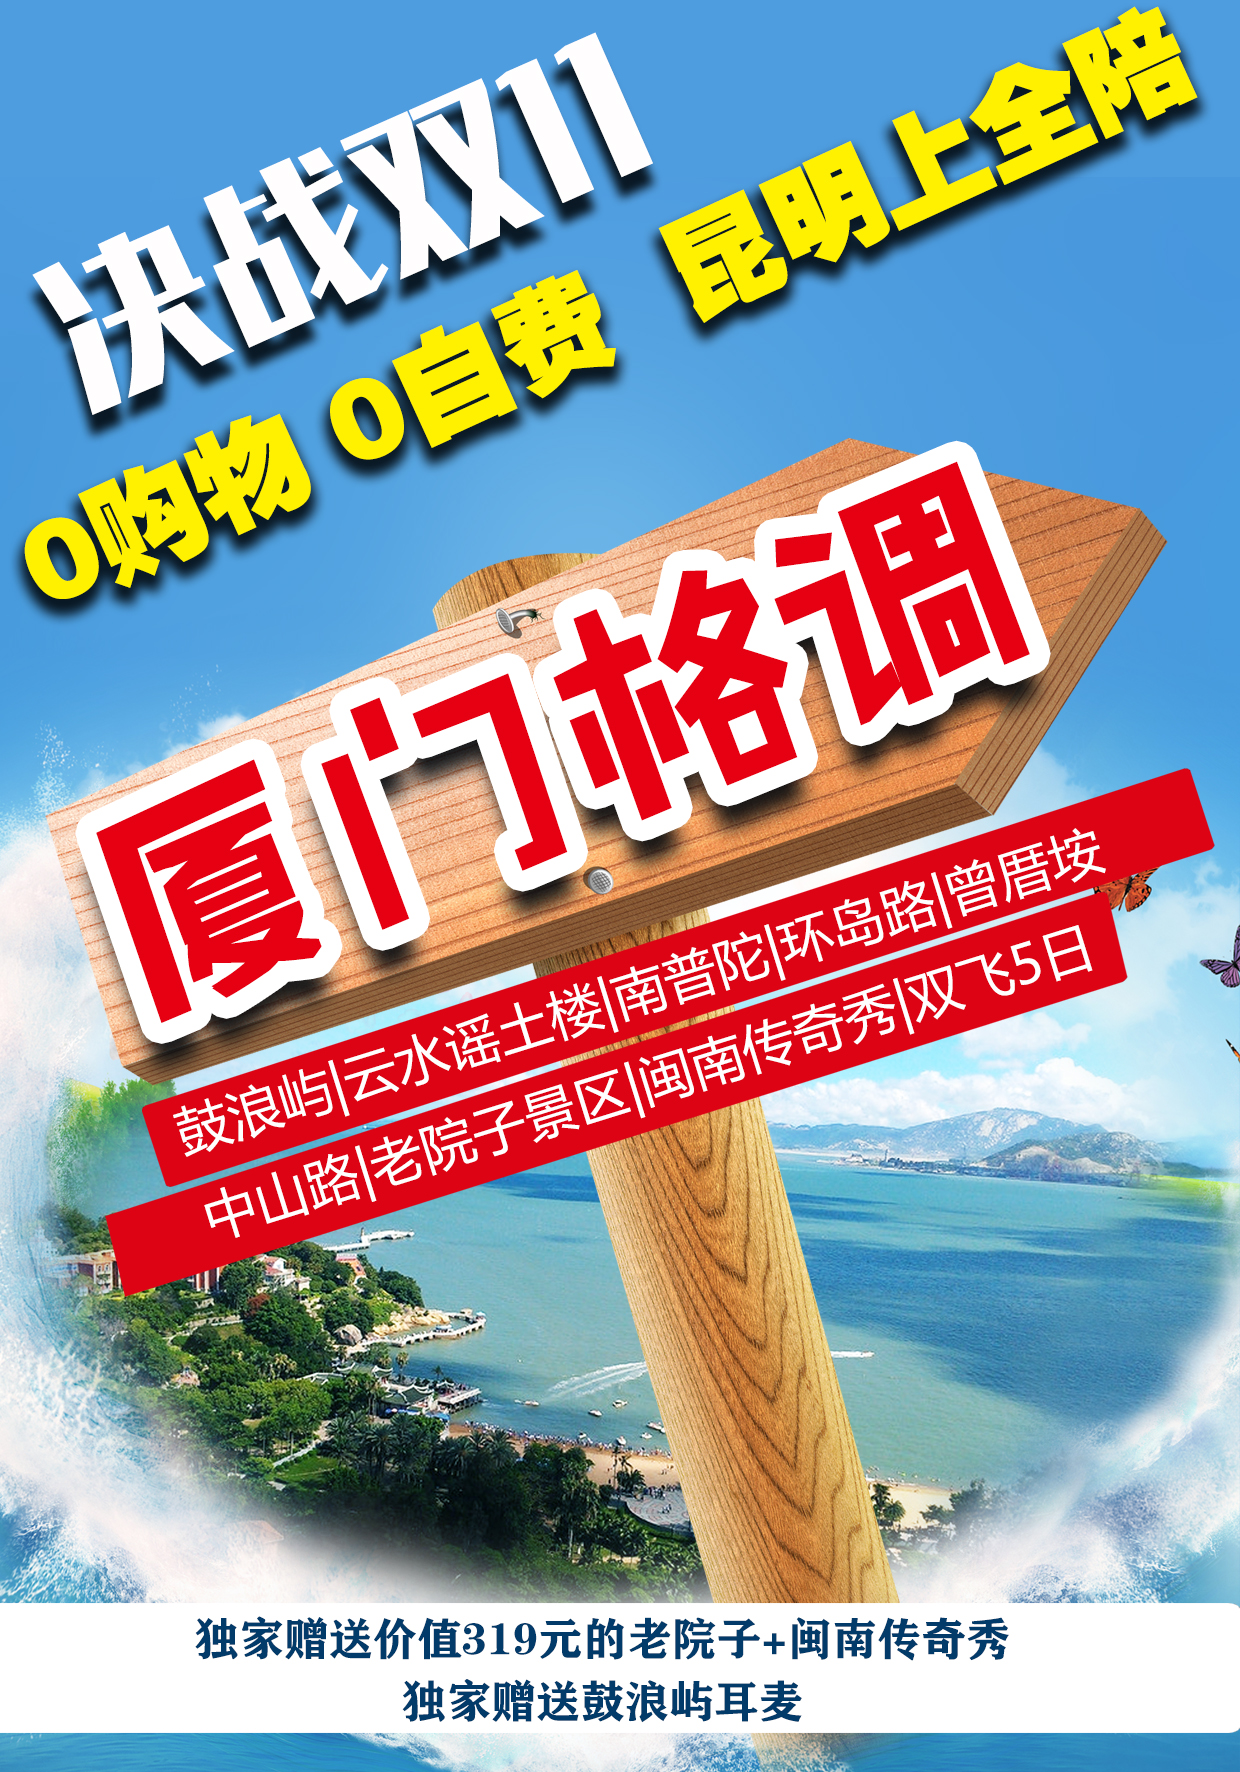 决战双11
0购物 0自费 昆明上全陪
厦门格调
鼓浪屿|云水谣土楼|南普陀|环岛路|曾厝垵
中山路|老院子景区|闽南传奇秀|双飞5日
独家赠送价值319元的老院子+闽南传奇秀
独家赠送鼓浪屿耳麦